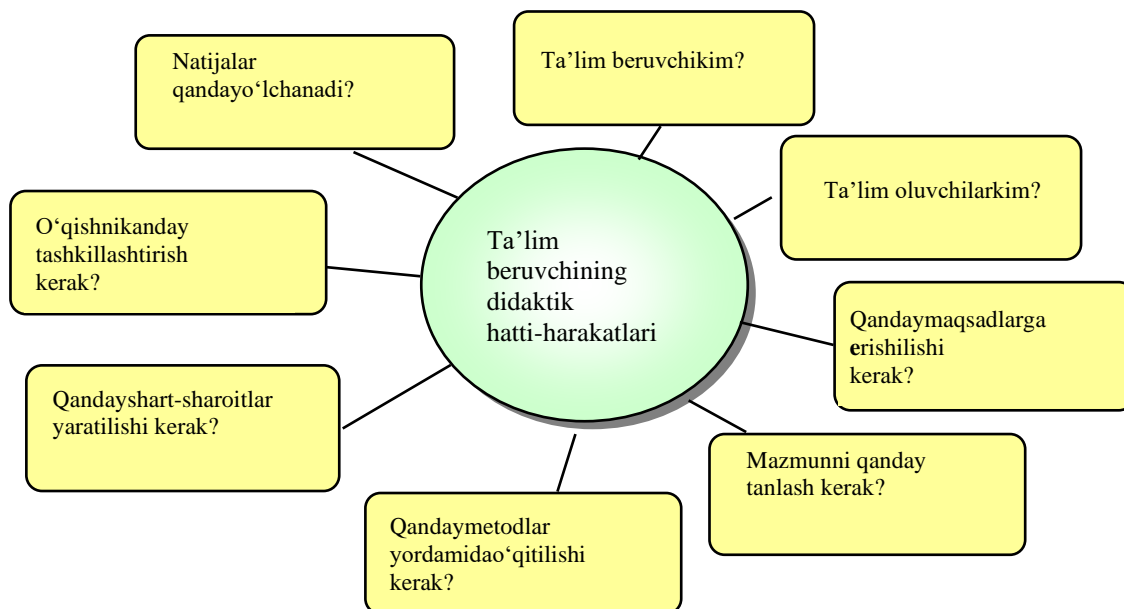 Natijalar
qandayo‘lchanadi?
Ta’lim beruvchikim?
Ta’lim oluvchilarkim?
O‘qishnikanday
tashkillashtirish
kerak?
Ta’lim
beruvchining
didaktik
hatti-harakatlari
Qandaymaqsadlarga
erishilishi
kerak?
Qandayshart-sharoitlar
yaratilishi kerak?
Mazmunni qanday
tanlash kerak?
Qandaymetodlar
yordamidao‘qitilishi
kerak?